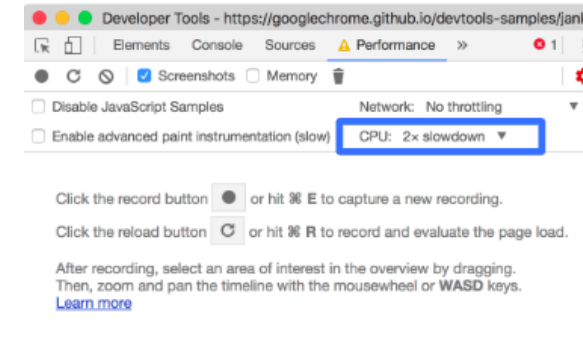 Developer Tools - https://googlechrome.github.io/devtools-samples/jank
Elements Console Sources Performance » 1
Screenshots Memory
Disable JavaScript Samples Network: No throttling ▼
Enable advanced paint instrumentation (slow) CPU: 2× slowdown ▼
Click the record button or hit ⌘ E to capture a new recording.
Click the reload button or hit ⌘ R to record and evaluate the page load.
After recording, select an area of interest in the overview by dragging.
Then, zoom and pan the timeline with the mousewheel or WASD keys.
Learn more